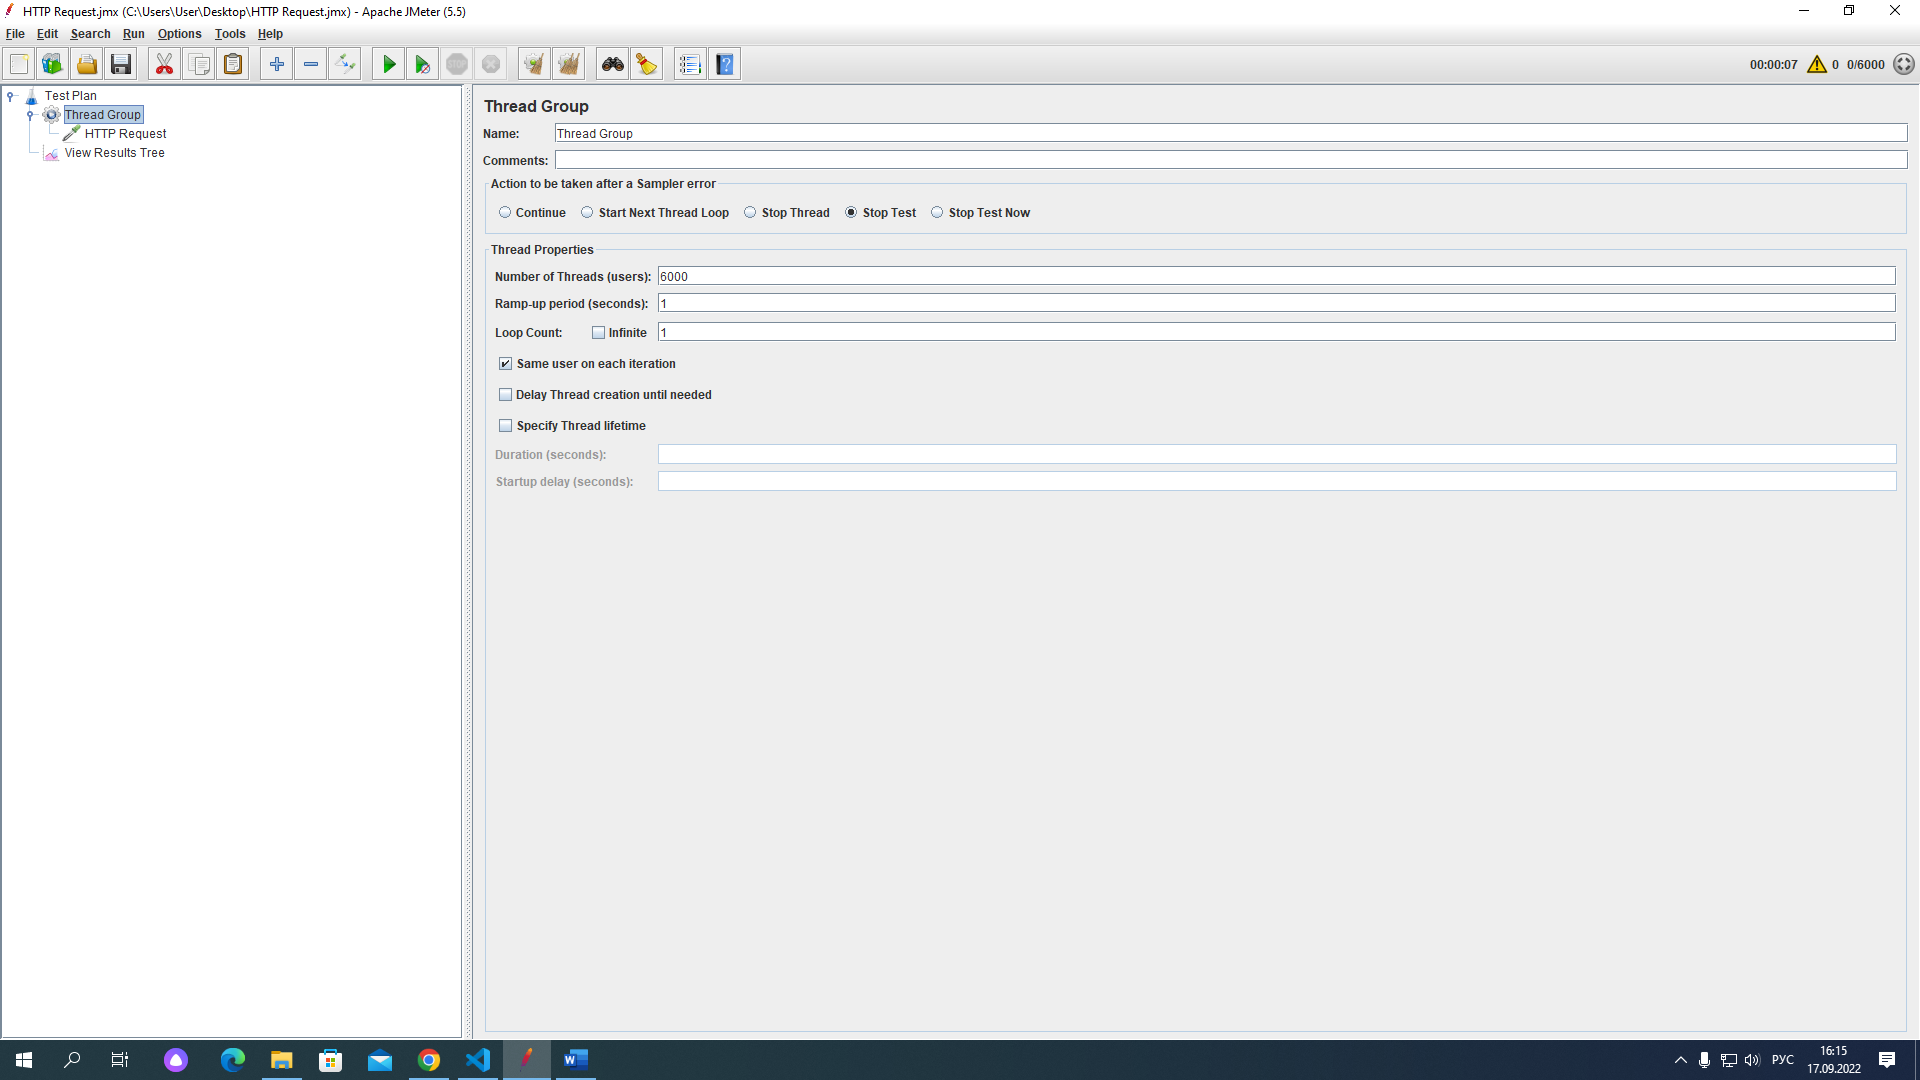 HTTP Request.jmx (C:\Users\User\Desktop\HTTP Request.jmx) - Apache JMeter (5.5)
File Edit Search Run Options Tools Help
STOP
00:00:07 0 0/6000
Test Plan
Thread Group
HTTP Request
View Results Tree
Thread Group
Name: Thread Group
Comments:
Action to be taken after a Sampler error
Continue Start Next Thread Loop Stop Thread Stop Test Stop Test Now
Thread Properties
Number of Threads (users): 6000
Ramp-up period (seconds): 1
Loop Count: Infinite 1
Same user on each iteration
Delay Thread creation until needed
Specify Thread lifetime
Duration (seconds):
Startup delay (seconds):
РУС
16:15
17.09.2022